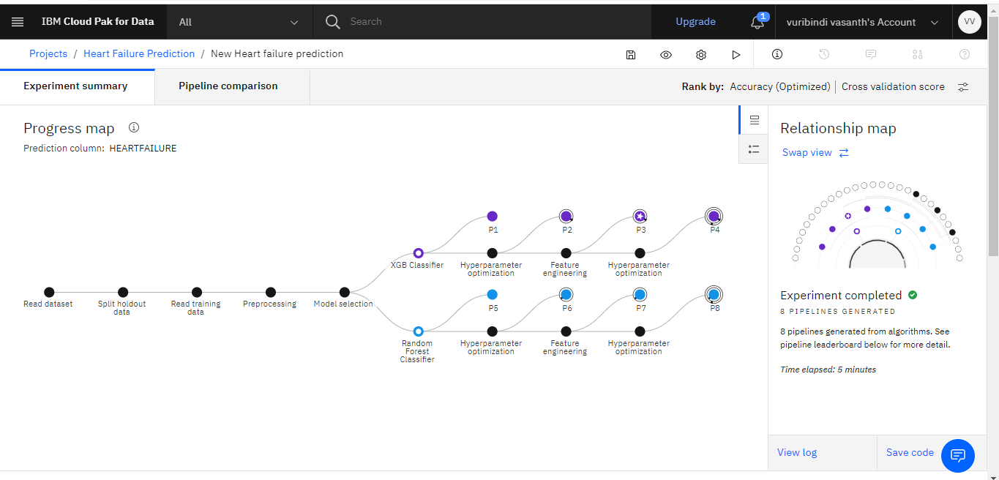 IBM Cloud Pak for Data
All
Search
Upgrade
1
vuribindi vasanth's Account
VV
Projects / Heart Failure Prediction / New Heart failure prediction
Experiment summary
Pipeline comparison
Rank by: Accuracy (Optimized) | Cross validation score
Progress map
Prediction column: HEARTFAILURE
P1
P2
P3
P4
XGB Classifier
Hyperparameter
optimization
Feature
engineering
Hyperparameter
optimization
Read dataset
Split holdout
data
Read training
data
Preprocessing
Model selection
P5
P6
P7
P8
Random
Forest
Classifier
Hyperparameter
optimization
Feature
engineering
Hyperparameter
optimization
Relationship map
Swap view
Experiment completed
8 PIPELINES GENERATED
8 pipelines generated from algorithms. See
pipeline leaderboard below for more detail.
Time elapsed: 5 minutes
View log
Save code